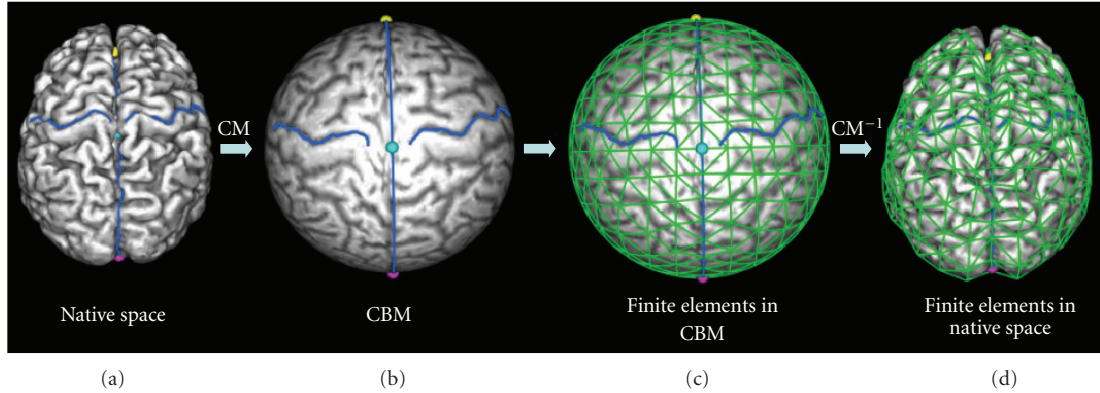 CM
CM⁻¹
Native space
CBM
Finite elements in
CBM
Finite elements in
native space
(a)
(b)
(c)
(d)